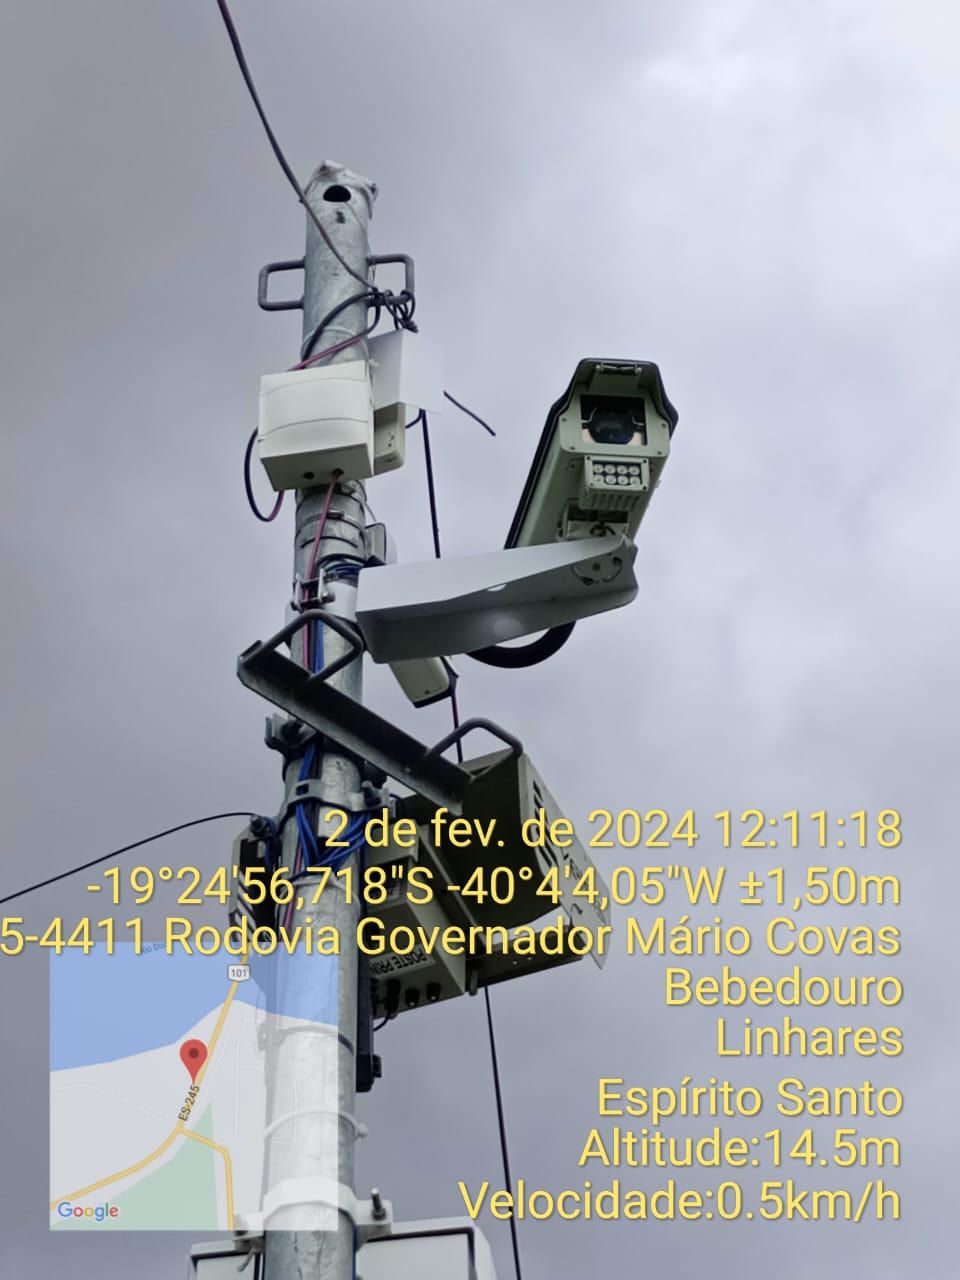 2 de fev. de 2024 12:11:18
-19°24'56,718"S -40°4'4,05"W ±1,50m
5-4411 Rodovia Governador Mário Covas
Bebedouro
Linhares
Espírito Santo
Altitude:14.5m
Velocidade:0.5km/h
101
ES-245
Google
POSTE PRIN